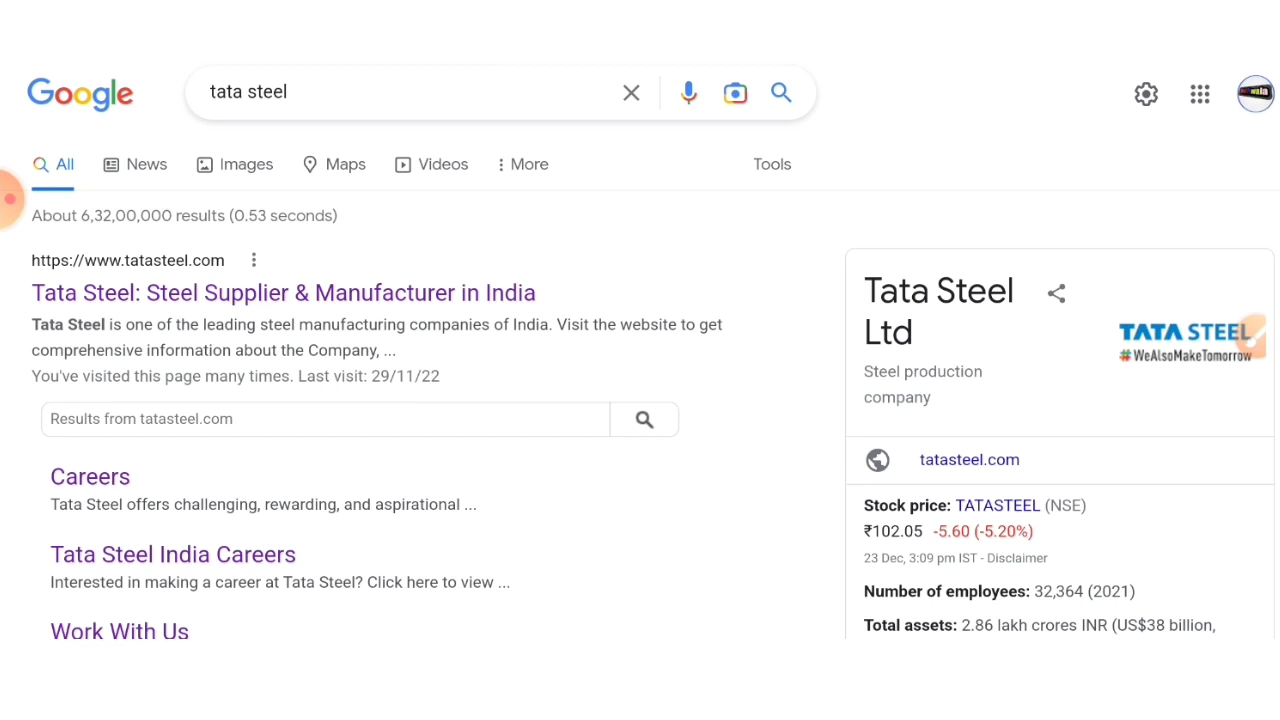 Google
tata steel
All
News
Images
Maps
Videos
More
Tools
About 6,32,00,000 results (0.53 seconds)
https://www.tatasteel.com
Tata Steel: Steel Supplier & Manufacturer in India
Tata Steel is one of the leading steel manufacturing companies of India. Visit the website to get
comprehensive information about the Company, ...
You've visited this page many times. Last visit: 29/11/22
Results from tatasteel.com
Careers
Tata Steel offers challenging, rewarding, and aspirational ...
Tata Steel India Careers
Interested in making a career at Tata Steel? Click here to view ...
Work With Us
Tata Steel
Ltd
Steel production
company
TATA STEEL
#WeAlsoMakeTomorrow
tatasteel.com
Stock price: TATASTEEL (NSE)
₹102.05 -5.60 (-5.20%)
23 Dec, 3:09 pm IST - Disclaimer
Number of employees: 32,364 (2021)
Total assets: 2.86 lakh crores INR (US$38 billion,